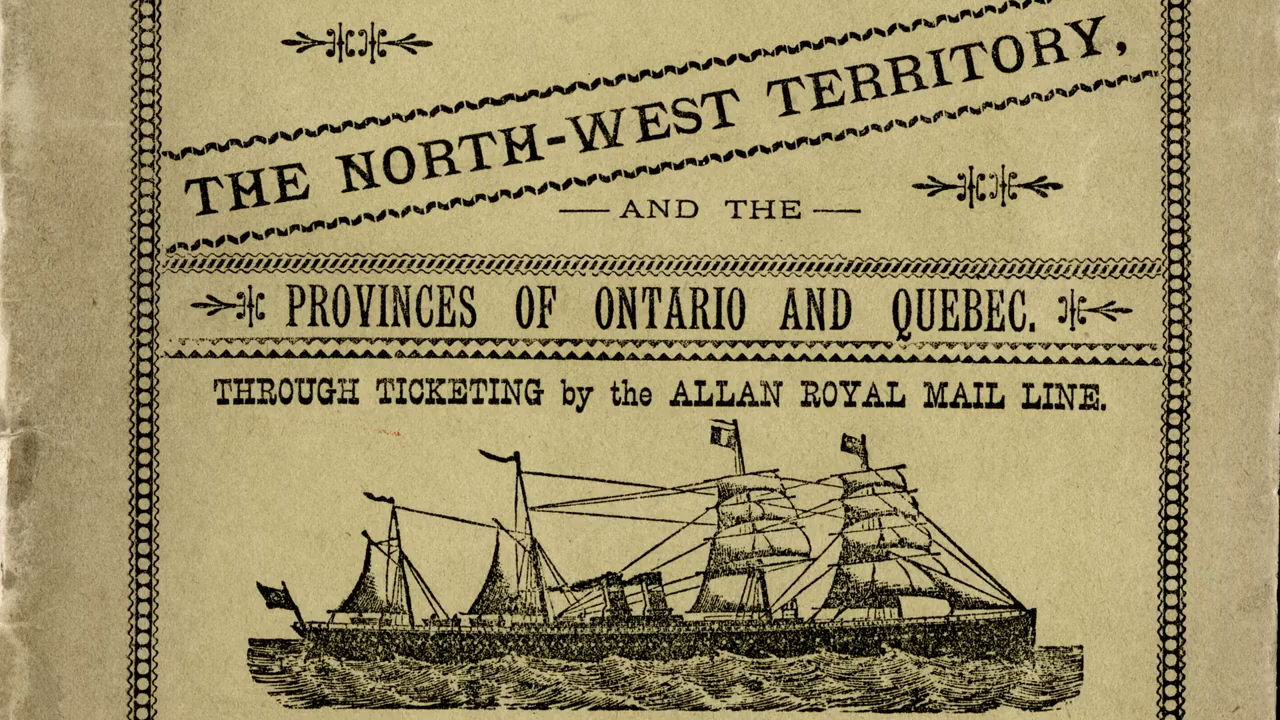 THE NORTH-WEST TERRITORY,
— AND THE —
PROVINCES OF ONTARIO AND QUEBEC.
THROUGH TICKETING by the ALLAN ROYAL MAIL LINE.